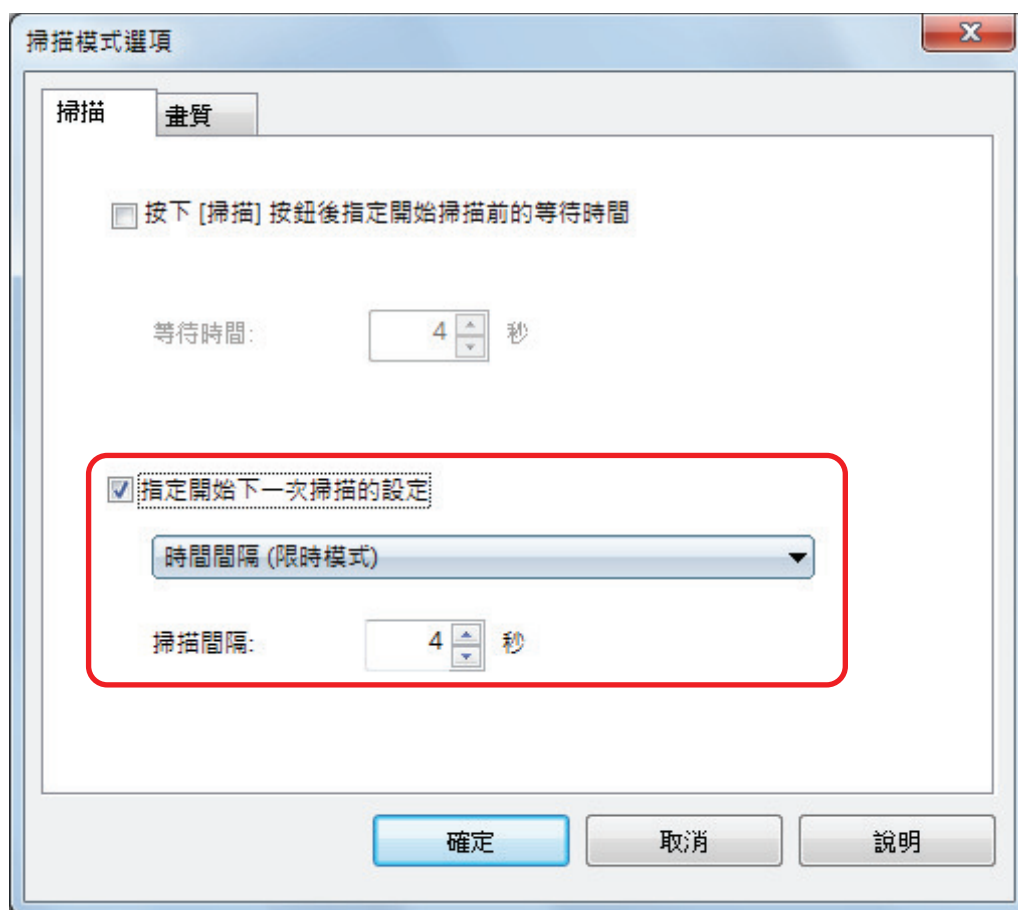 掃描模式選項
掃描
畫質
按下 [掃描] 按鈕後指定開始掃描前的等待時間
等待時間: 4 秒
指定開始下一次掃描的設定
時間間隔 (限時模式)
掃描間隔: 4 秒
確定 取消 說明